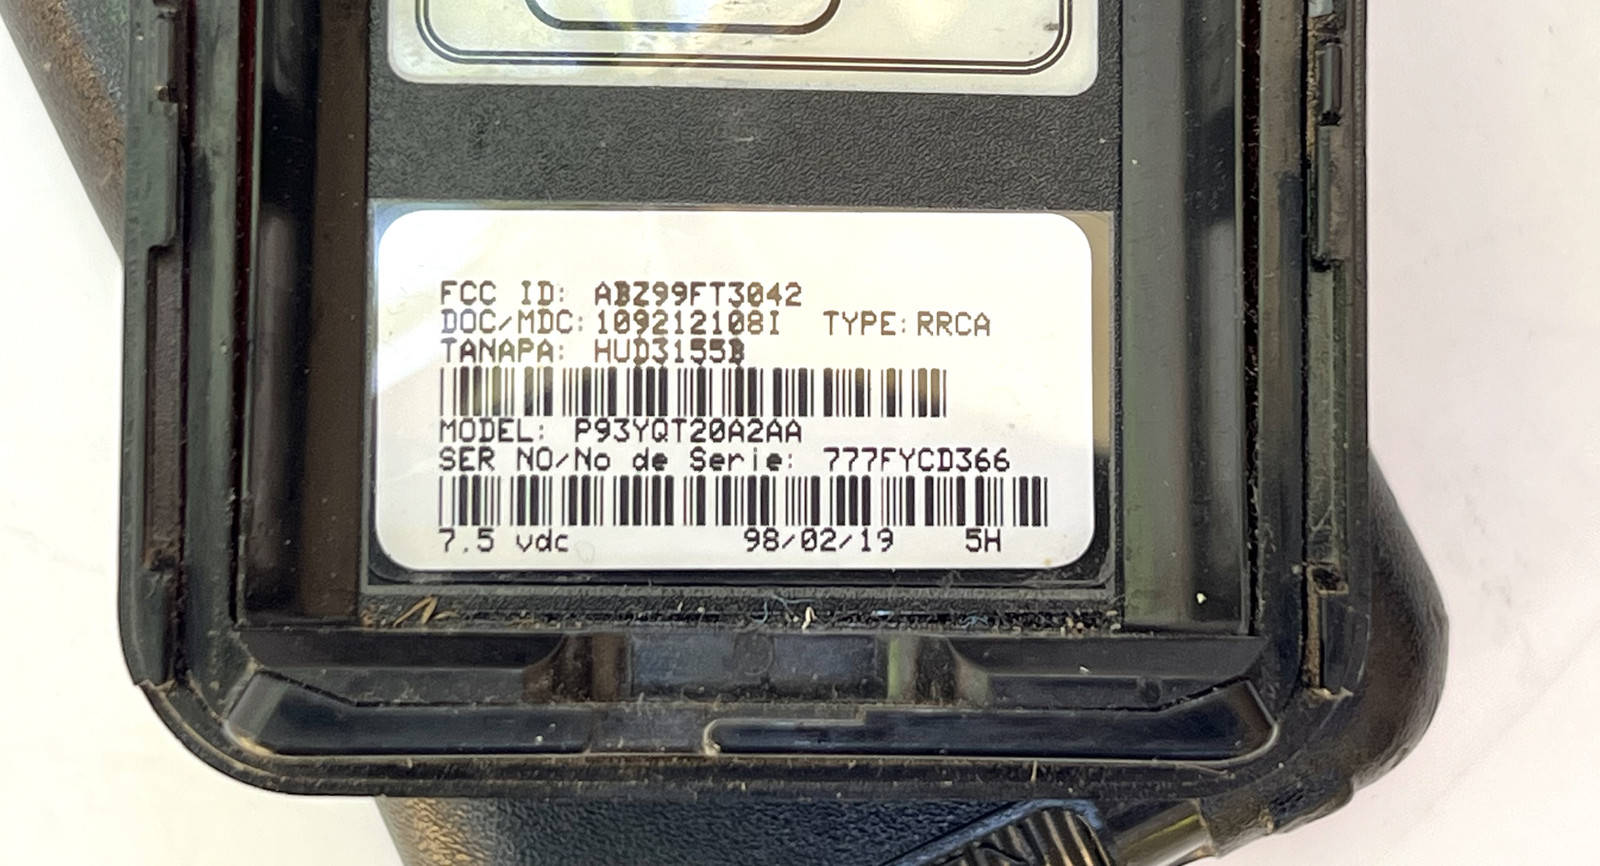 FCC ID: ABZ99FT3042
DOC/MDC:109212108I TYPE:RRCA
TANAPA: HUD3155B
MODEL: P93YQT20A2AA
SER NO/No de Serie: 777FYCD366
7.5 vdc 98/02/19 5H